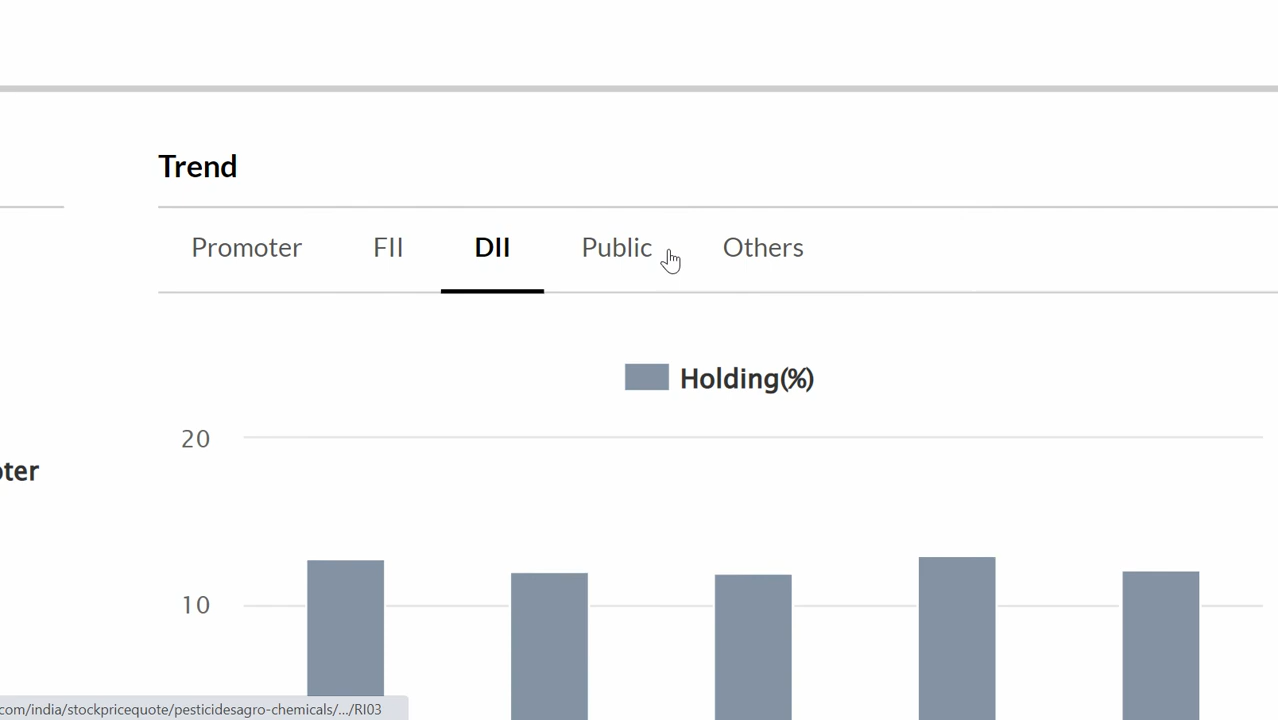 Trend
Promoter FII DII Public Others
Holding(%)
20
oter
10
com/india/stockpricequote/pesticidesagro-chemicals/.../RI03